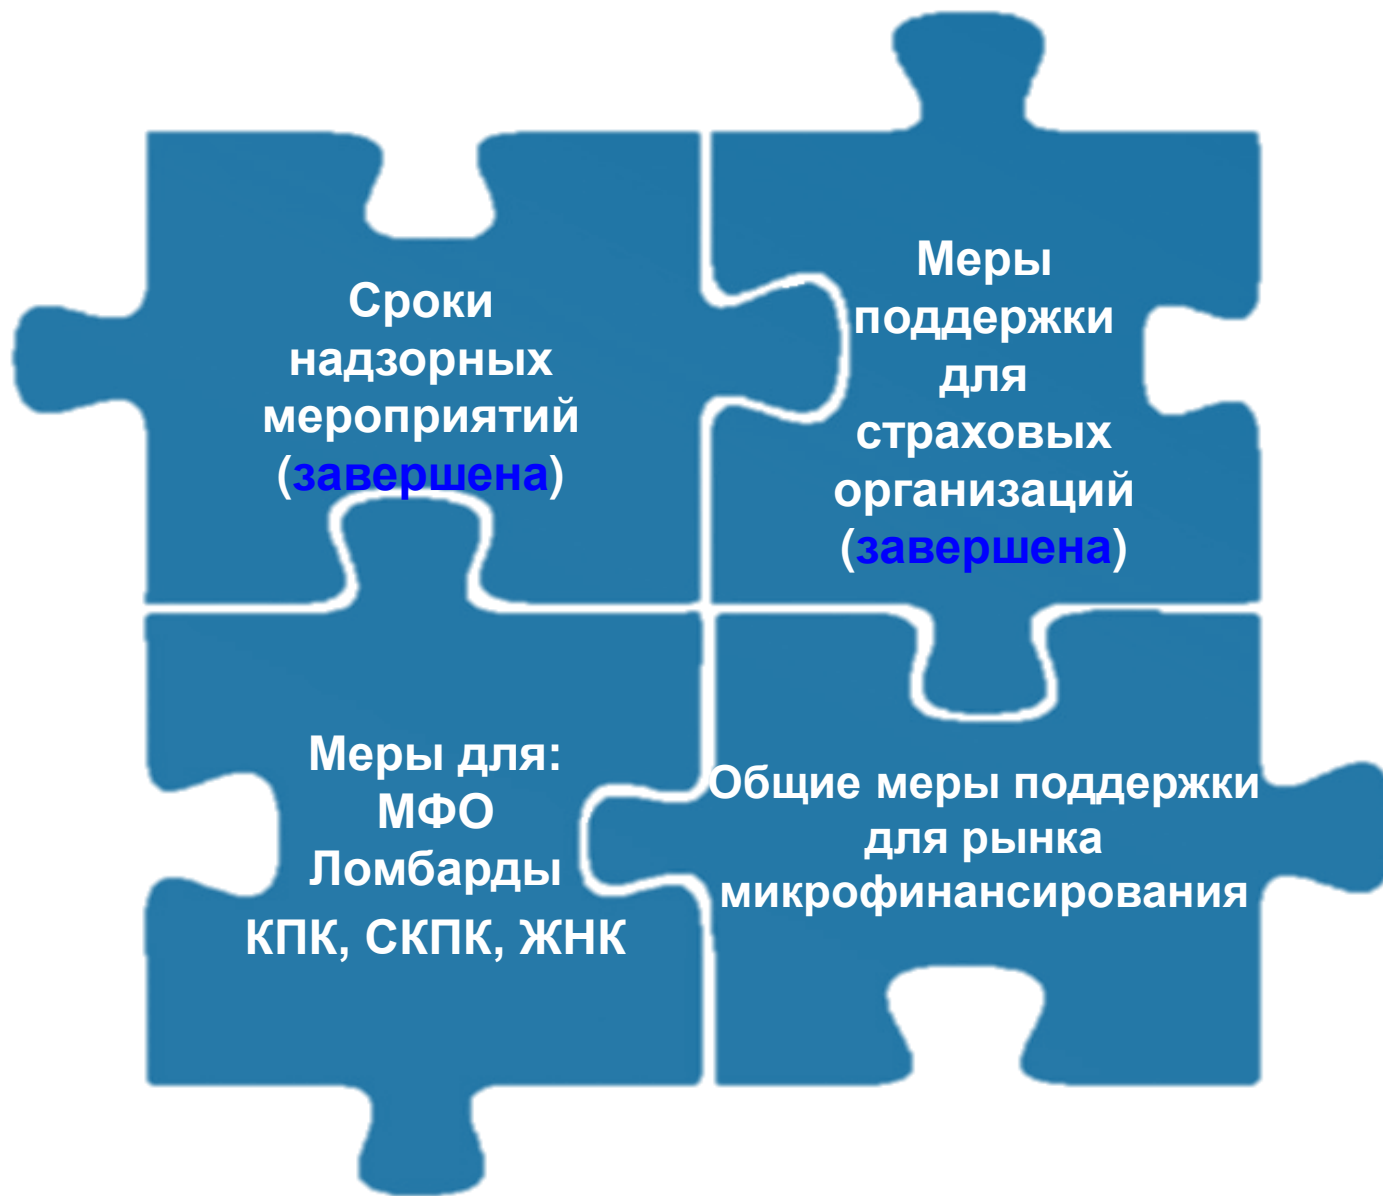 Сроки
надзорных
мероприятий
(завершена)
Меры
поддержки
для
страховых
организаций
(завершена)
Меры для:
МФО
Ломбарды
КПК, СКПК, ЖНК
Общие меры поддержки
для рынка
микрофинансирования